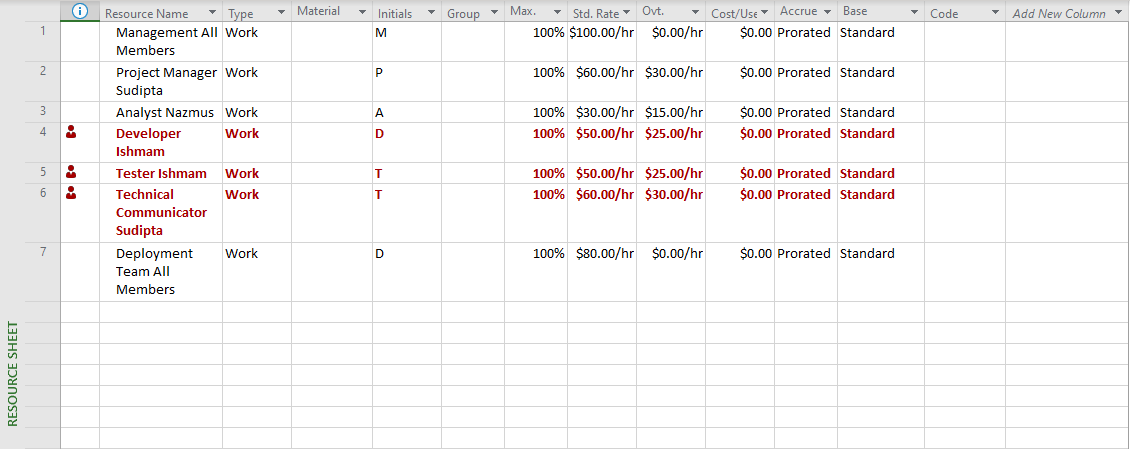 Resource Name Type Material Initials Group Max. Std. Rate Ovt. Cost/Use Accrue Base Code Add New Column
1 Management All Work M 100% $100.00/hr $0.00/hr $0.00 Prorated Standard
Members
2 Project Manager Work P 100% $60.00/hr $30.00/hr $0.00 Prorated Standard
Sudipta
3 Analyst Nazmus Work A 100% $30.00/hr $15.00/hr $0.00 Prorated Standard
4 Developer Work D 100% $50.00/hr $25.00/hr $0.00 Prorated Standard
Ishmam
5 Tester Ishmam Work T 100% $50.00/hr $25.00/hr $0.00 Prorated Standard
6 Technical Work T 100% $60.00/hr $30.00/hr $0.00 Prorated Standard
Communicator
Sudipta
7 Deployment Work D 100% $80.00/hr $0.00/hr $0.00 Prorated Standard
Team All
Members
RESOURCE SHEET